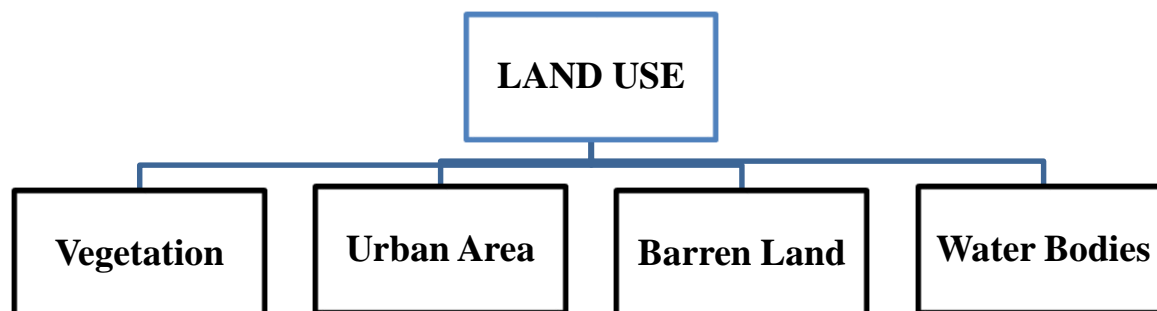 LAND USE
Vegetation
Urban Area
Barren Land
Water Bodies